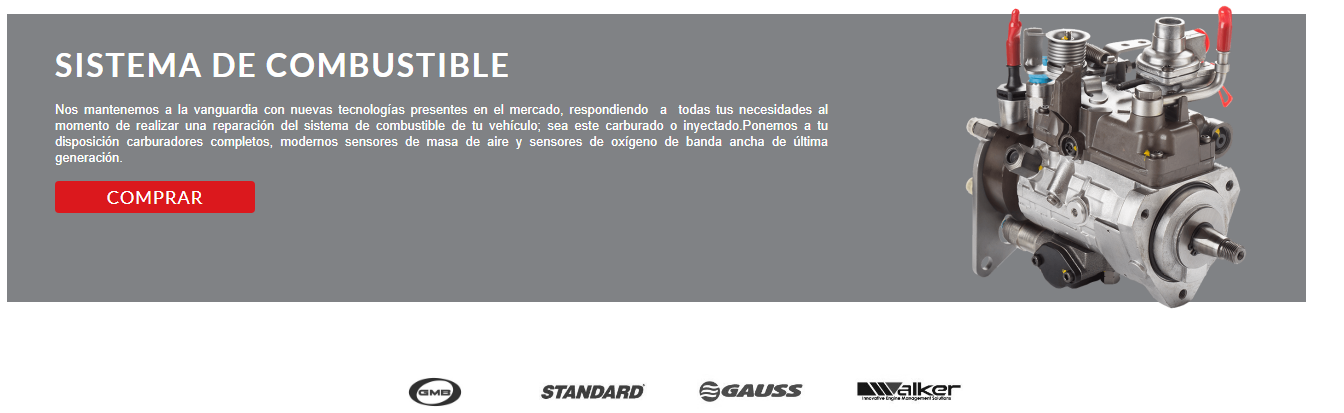 SISTEMA DE COMBUSTIBLE
Nos mantenemos a la vanguardia con nuevas tecnologías presentes en el mercado, respondiendo a todas tus necesidades al
momento de realizar una reparación del sistema de combustible de tu vehículo; sea este carburado o inyectado.Ponemos a tu
disposición carburadores completos, modernos sensores de masa de aire y sensores de oxígeno de banda ancha de última
generación.
COMPRAR
GMB STANDARD GAUSS Walker
Innovative Engine Management Solutions